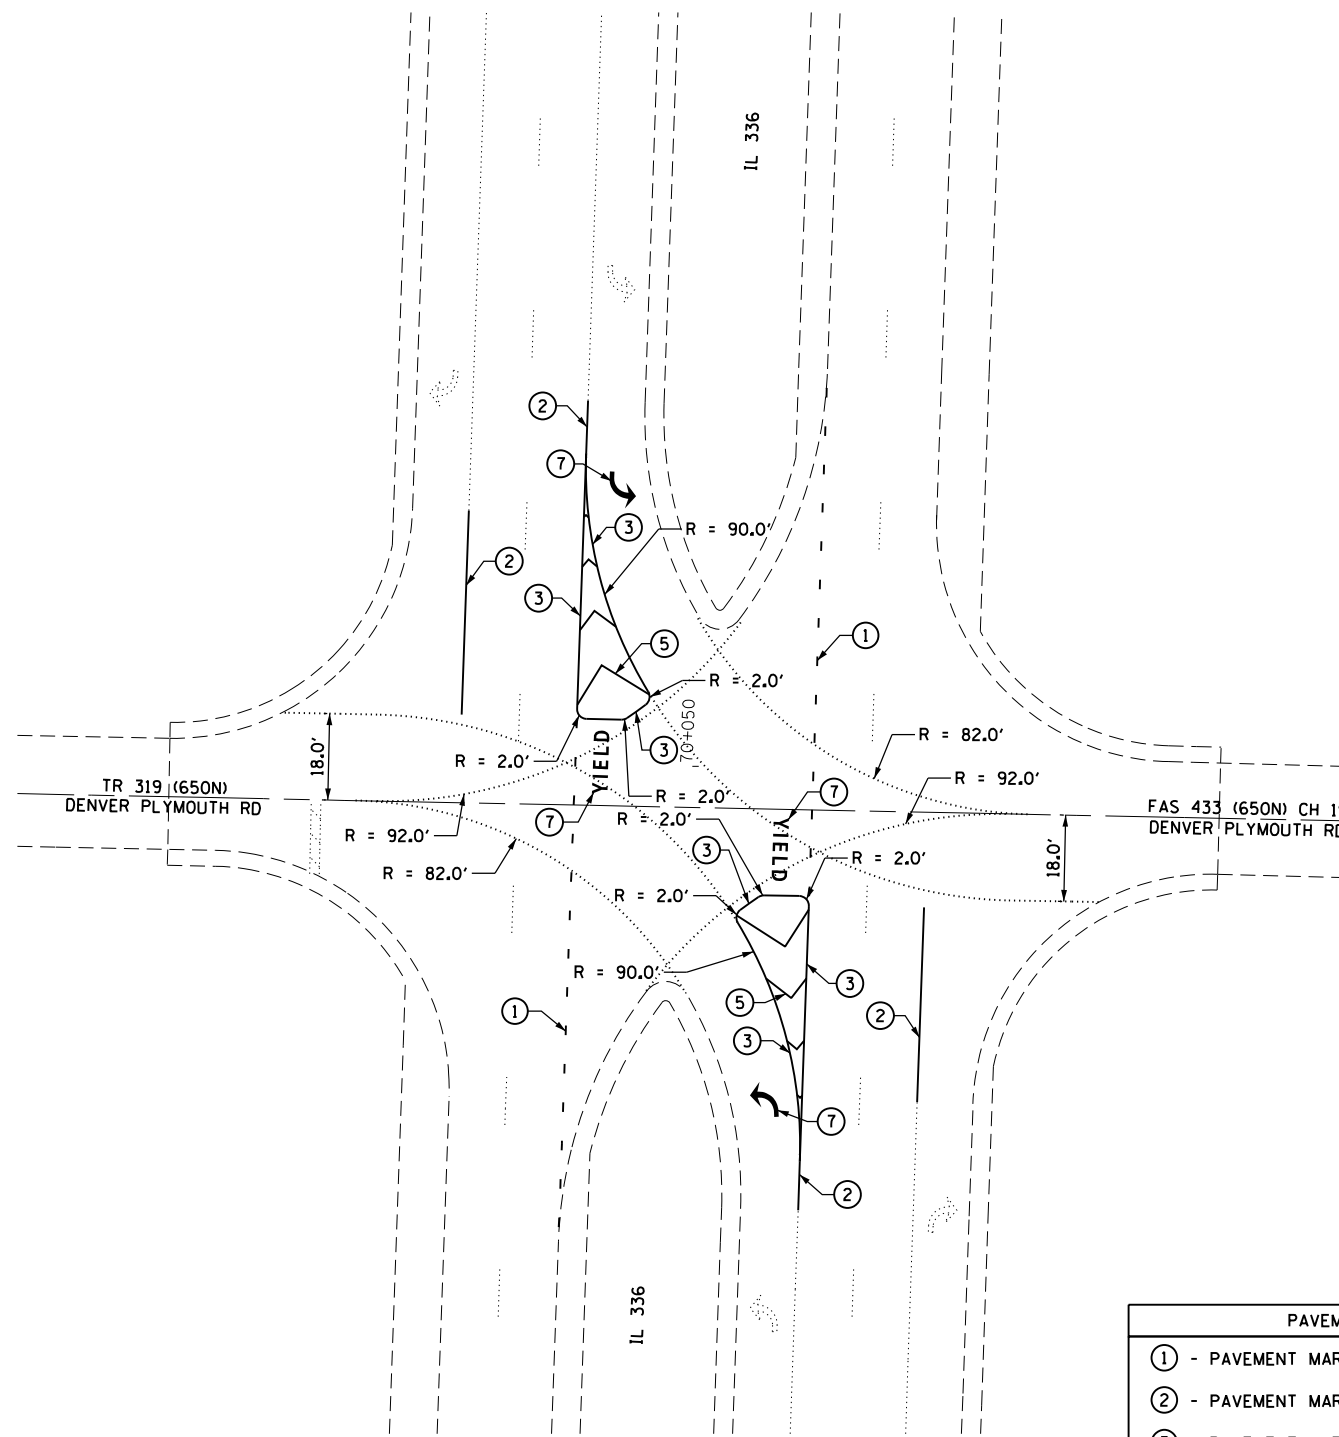 IL 336
2
7
3
R = 90.0'
2
3
5
1
R = 2.0'
70+050
R = 82.0'
3
18.0'
R = 2.0'
YIELD
R = 92.0'
TR 319 (650N)
DENVER PLYMOUTH RD
7
R = 2.0'
FAS 433 (650N) CH
DENVER PLYMOUTH RD
7
R = 2.0'
R = 92.0'
YIELD
3
R = 2.0'
18.0'
R = 82.0'
R = 2.0'
R = 90.0'
3
5
1
2
3
7
2
IL 336
PAVEM
1 - PAVEMENT MAR
2 - PAVEMENT MAR